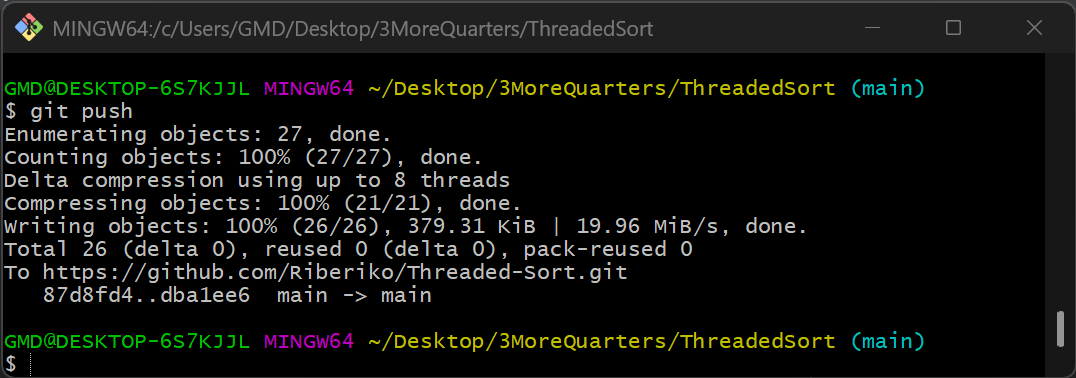 MINGW64:/c/Users/GMD/Desktop/3MoreQuarters/ThreadedSort
GMD@DESKTOP-6S7KJJL MINGW64 ~/Desktop/3MoreQuarters/ThreadedSort (main)
$ git push
Enumerating objects: 27, done.
Counting objects: 100% (27/27), done.
Delta compression using up to 8 threads
Compressing objects: 100% (21/21), done.
Writing objects: 100% (26/26), 379.31 KiB | 19.96 MiB/s, done.
Total 26 (delta 0), reused 0 (delta 0), pack-reused 0
To https://github.com/Riberiko/Threaded-Sort.git
   87d8fd4..dba1ee6  main -> main
GMD@DESKTOP-6S7KJJL MINGW64 ~/Desktop/3MoreQuarters/ThreadedSort (main)
$